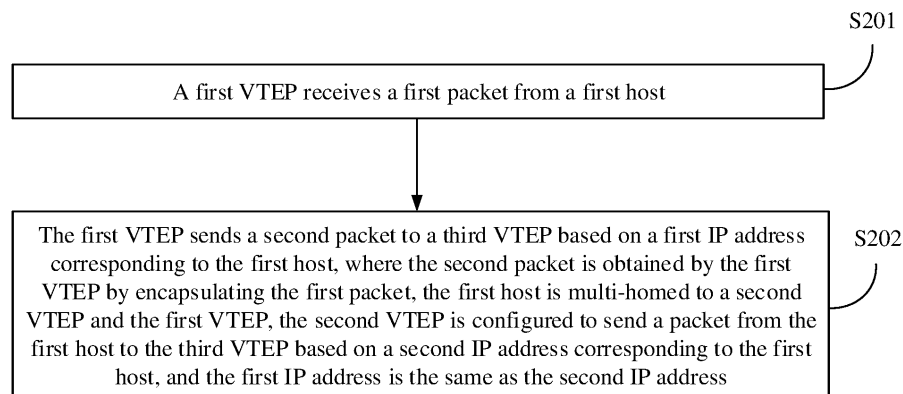 S201
A first VTEP receives a first packet from a first host
The first VTEP sends a second packet to a third VTEP based on a first IP address
S202
corresponding to the first host, where the second packet is obtained by the first
VTEP by encapsulating the first packet, the first host is multi-homed to a second
VTEP and the first VTEP, the second VTEP is configured to send a packet from the
first host to the third VTEP based on a second IP address corresponding to the first
host, and the first IP address is the same as the second IP address